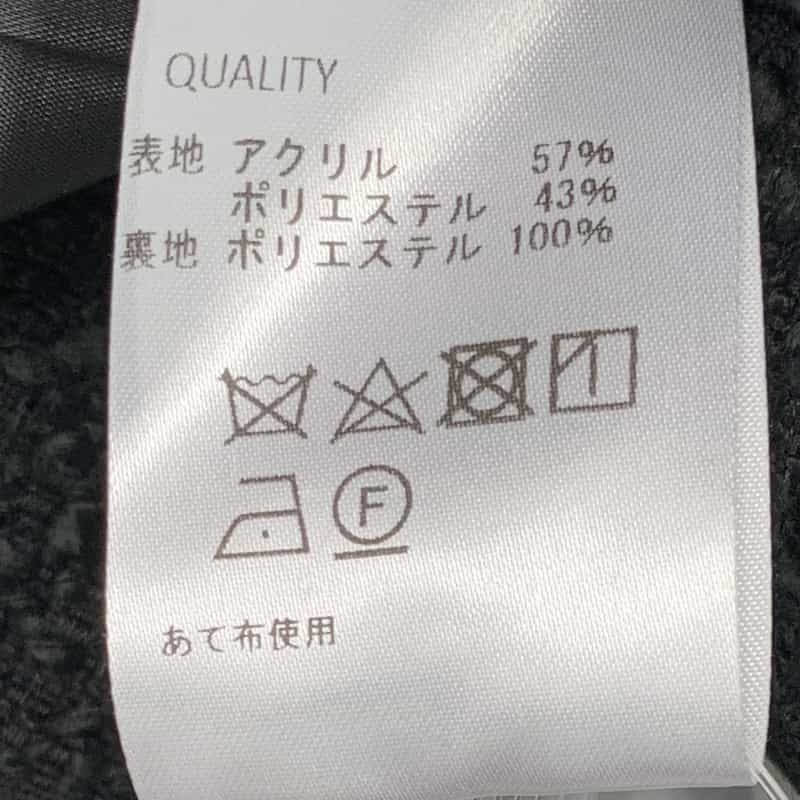 QUALITY
表地 アクリル 57%
ポリエステル 43%
裏地 ポリエステル 100%
F
あて布使用